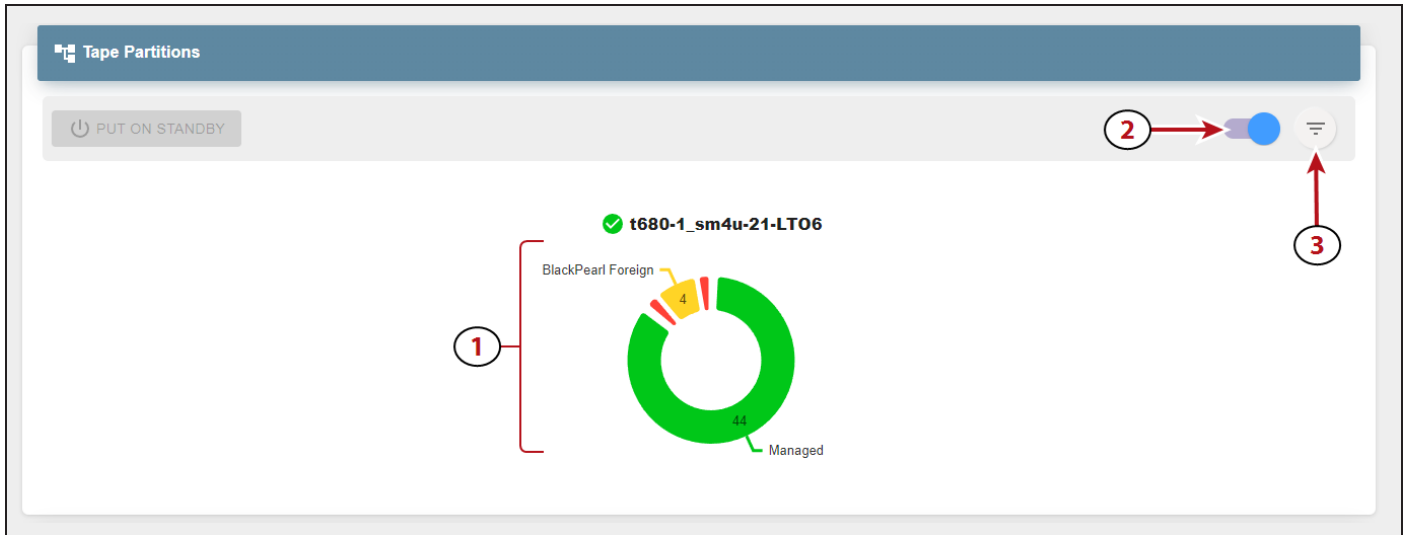 Tape Partitions
PUT ON STANDBY
2
3
t680-1_sm4u-21-LTO6
BlackPearl Foreign
4
1
44
Managed